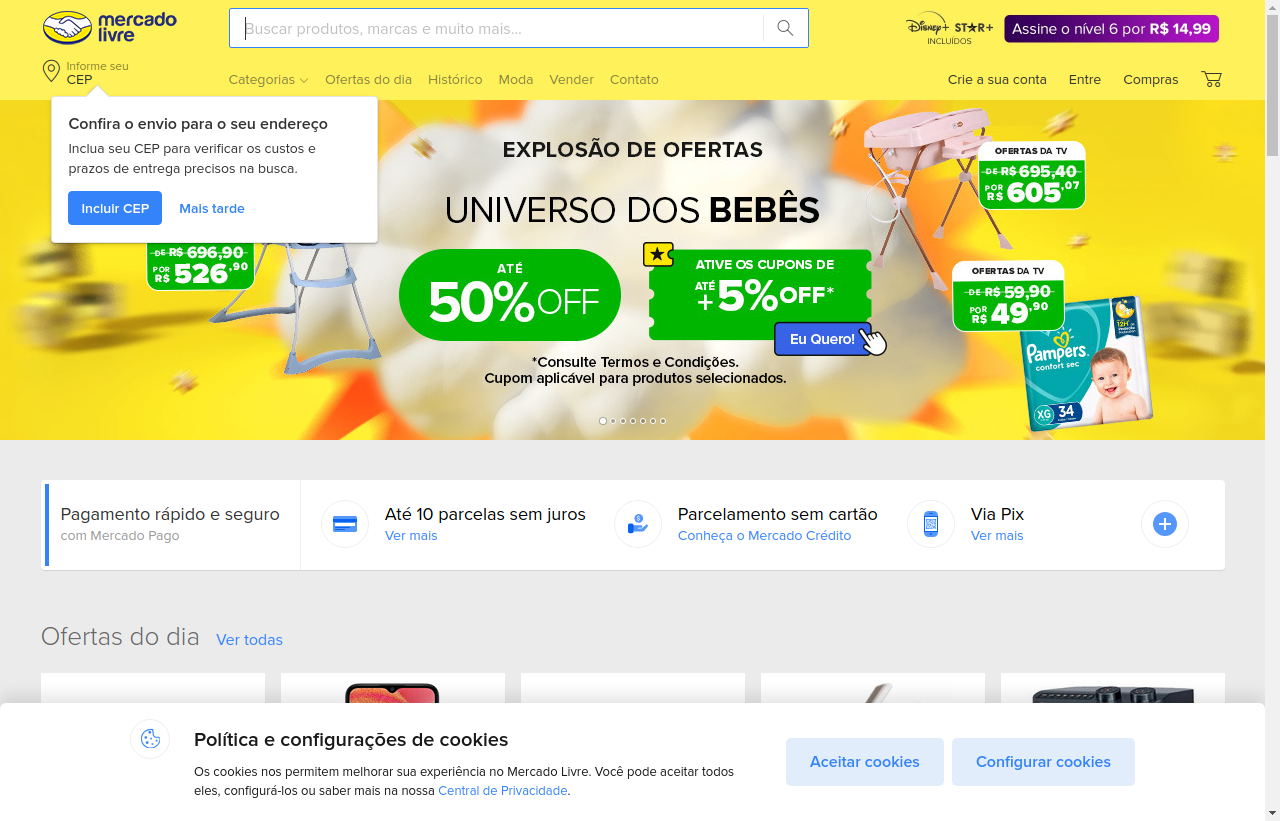 mercado
livre
Buscar produtos, marcas e muito mais...
Disney+ STAR+
INCLUÍDOS
Assine o nível 6 por R$ 14,99
Informe seu
CEP
Categorias
Ofertas do dia
Histórico
Moda
Vender
Contato
Crie a sua conta
Entre
Compras
Confira o envio para o seu endereço
Inclua seu CEP para verificar os custos e
prazos de entrega precisos na busca.
Incluir CEP
Mais tarde
DE R$ 696,90
POR R$ 526,90
EXPLOSÃO DE OFERTAS
UNIVERSO DOS BEBÊS
ATÉ
50% OFF
ATIVE OS CUPONS DE
ATÉ + 5% OFF*
Eu Quero!
*Consulte Termos e Condições.
Cupom aplicável para produtos selecionados.
OFERTAS DA TV
DE R$ 695,40
POR R$ 605,07
OFERTAS DA TV
DE R$ 59,90
POR R$ 49,90
12H
Pampers
confort sec
XG 34
Pagamento rápido e seguro
com Mercado Pago
Até 10 parcelas sem juros
Ver mais
Parcelamento sem cartão
Conheça o Mercado Crédito
Via Pix
Ver mais
Ofertas do dia
Ver todas
Política e configurações de cookies
Os cookies nos permitem melhorar sua experiência no Mercado Livre. Você pode aceitar todos
eles, configurá-los ou saber mais na nossa Central de Privacidade.
Aceitar cookies
Configurar cookies